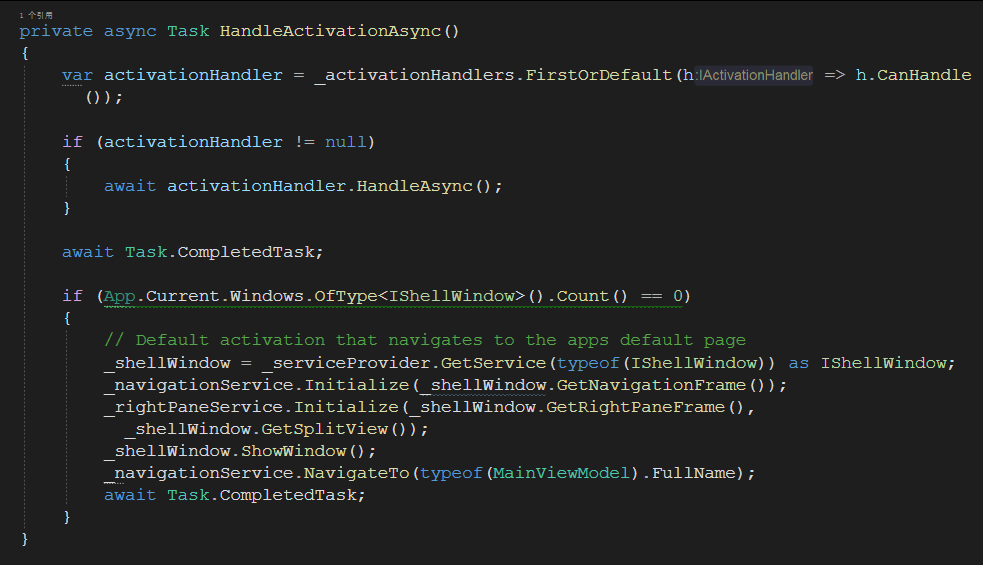 1 个引用
private async Task HandleActivationAsync()
{
var activationHandler = _activationHandlers.FirstOrDefault(h:IActivationHandler => h.CanHandle
());
if (activationHandler != null)
{
await activationHandler.HandleAsync();
}
await Task.CompletedTask;
if (App.Current.Windows.OfType<IShellWindow>().Count() == 0)
{
// Default activation that navigates to the apps default page
_shellWindow = _serviceProvider.GetService(typeof(IShellWindow)) as IShellWindow;
_navigationService.Initialize(_shellWindow.GetNavigationFrame());
_rightPaneService.Initialize(_shellWindow.GetRightPaneFrame(),
_shellWindow.GetSplitView());
_shellWindow.ShowWindow();
_navigationService.NavigateTo(typeof(MainViewModel).FullName);
await Task.CompletedTask;
}
}